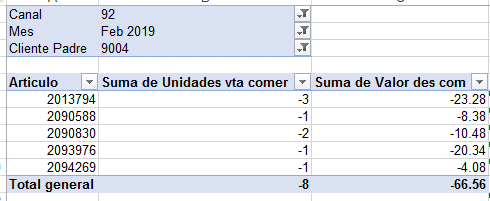 Canal 92
Mes Feb 2019
Cliente Padre 9004
Articulo Suma de Unidades vta comer Suma de Valor des com
2013794 -3 -23.28
2090588 -1 -8.38
2090830 -2 -10.48
2093976 -1 -20.34
2094269 -1 -4.08
Total general -8 -66.56